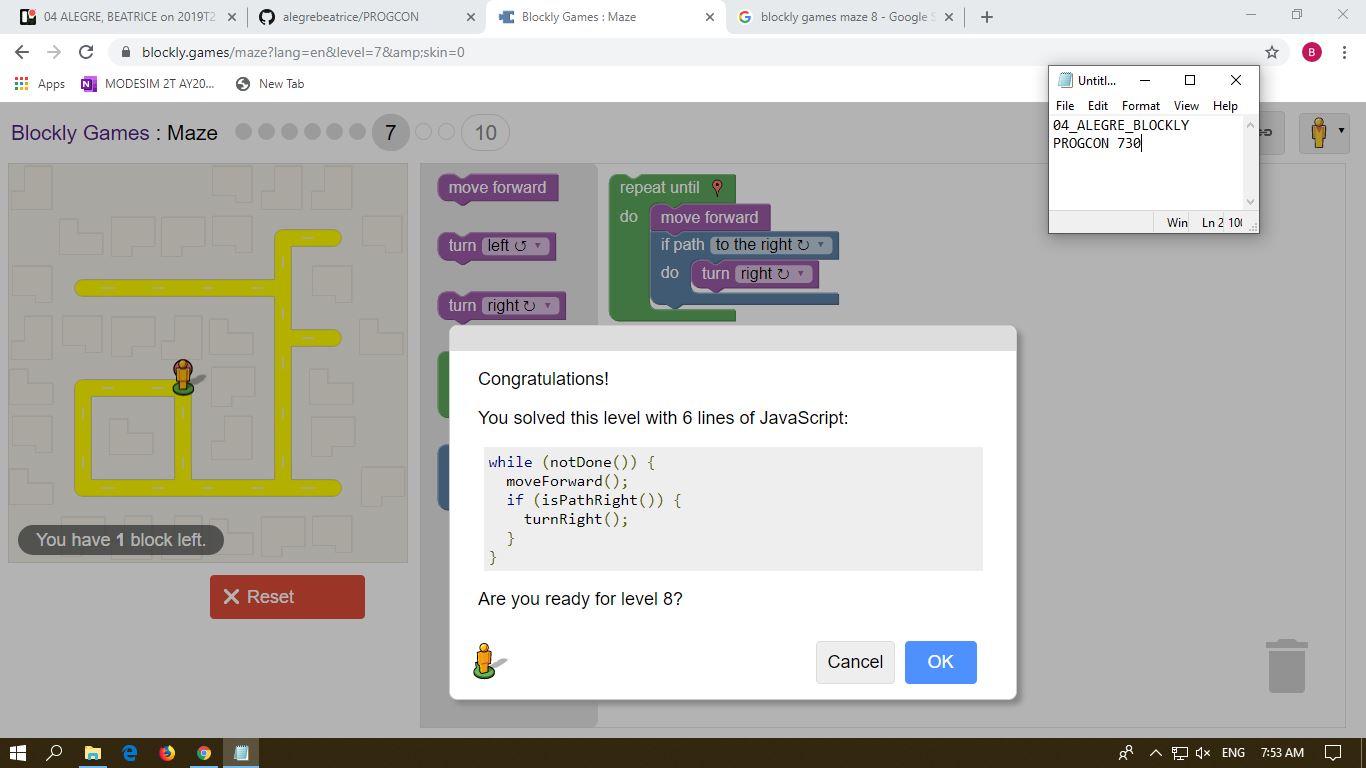 04 ALEGRE, BEATRICE on 2019T2
alegrebeatrice/PROGCON
Blockly Games : Maze
blockly games maze 8 - Google S
blockly.games/maze?lang=en&level=7&amp;skin=0
B
Apps
MODESIM 2T AY20...
New Tab
Untitl...
File Edit Format View Help
04_ALEGRE_BLOCKLY
PROGCON 730
Win Ln 2 100
Blockly Games : Maze 7 10
move forward
turn left ↺ ▼
turn right ↻ ▼
repeat until
do move forward
if path to the right ↻ ▼
do turn right ↻ ▼
You have 1 block left.
Reset
Congratulations!
You solved this level with 6 lines of JavaScript:
while (notDone()) {
moveForward();
if (isPathRight()) {
turnRight();
}
}
Are you ready for level 8?
Cancel OK
ENG 7:53 AM